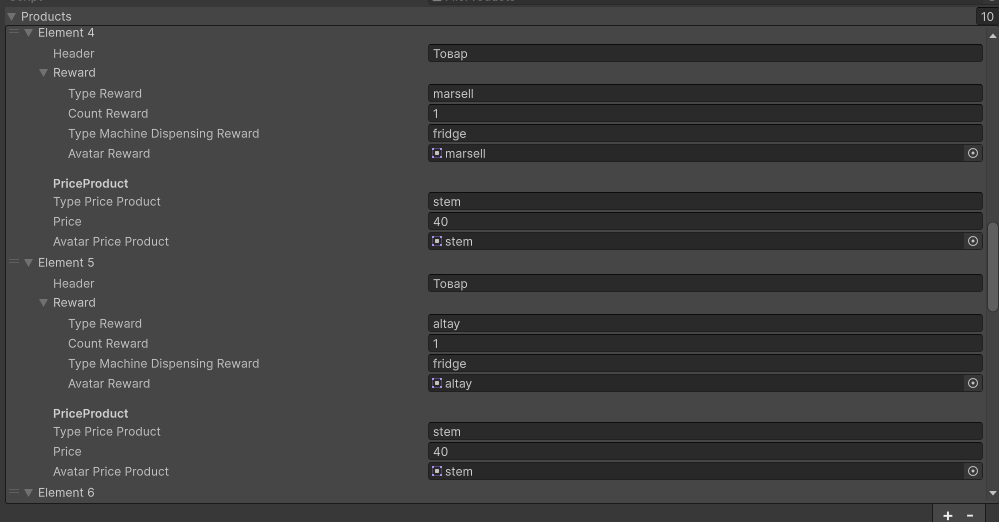 Products 10
Element 4
Header Товар
Reward
Type Reward marsell
Count Reward 1
Type Machine Dispensing Reward fridge
Avatar Reward marsell
PriceProduct
Type Price Product stem
Price 40
Avatar Price Product stem
Element 5
Header Товар
Reward
Type Reward altay
Count Reward 1
Type Machine Dispensing Reward fridge
Avatar Reward altay
PriceProduct
Type Price Product stem
Price 40
Avatar Price Product stem
Element 6
+ -